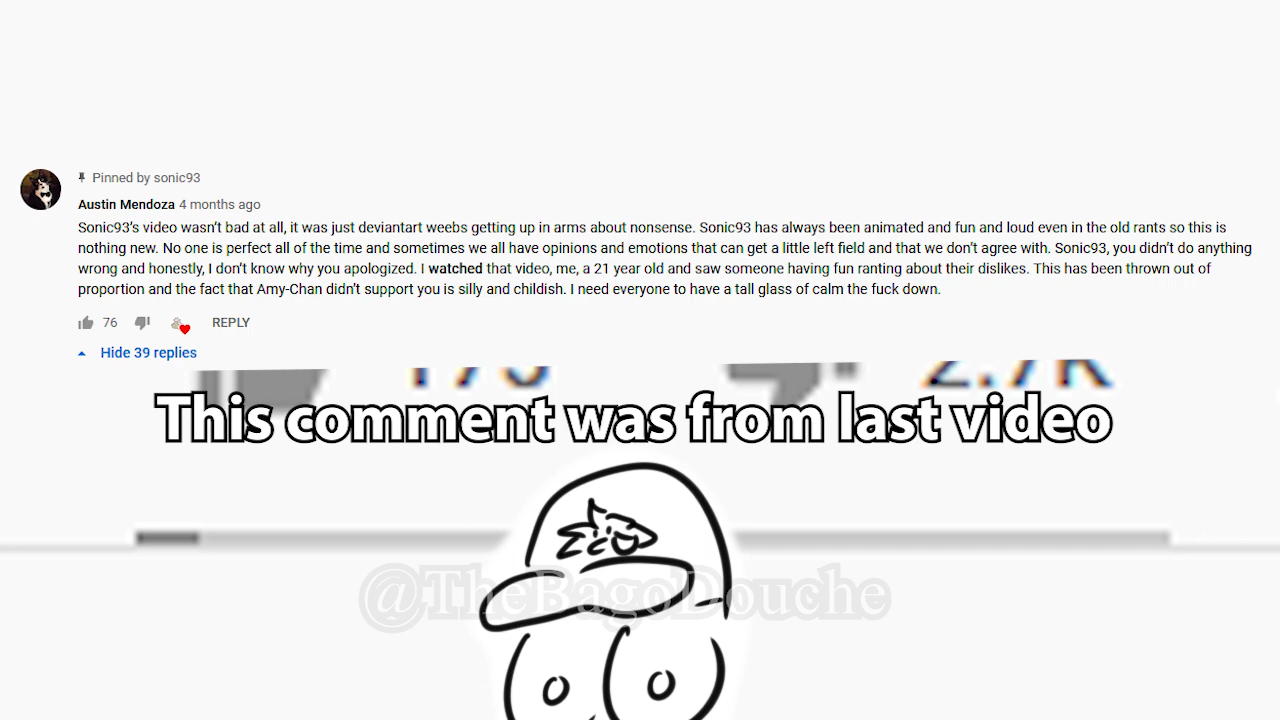 Pinned by sonic93
Austin Mendoza 4 months ago
Sonic93's video wasn't bad at all, it was just deviantart weebs getting up in arms about nonsense. Sonic93 has always been animated and fun and loud even in the old rants so this is
nothing new. No one is perfect all of the time and sometimes we all have opinions and emotions that can get a little left field and that we don't agree with. Sonic93, you didn't do anything
wrong and honestly, I don't know why you apologized. I watched that video, me, a 21 year old and saw someone having fun ranting about their dislikes. This has been thrown out of
proportion and the fact that Amy-Chan didn't support you is silly and childish. I need everyone to have a tall glass of calm the fuck down.
76 REPLY
Hide 39 replies
This comment was from last video
@TheBagoDouche